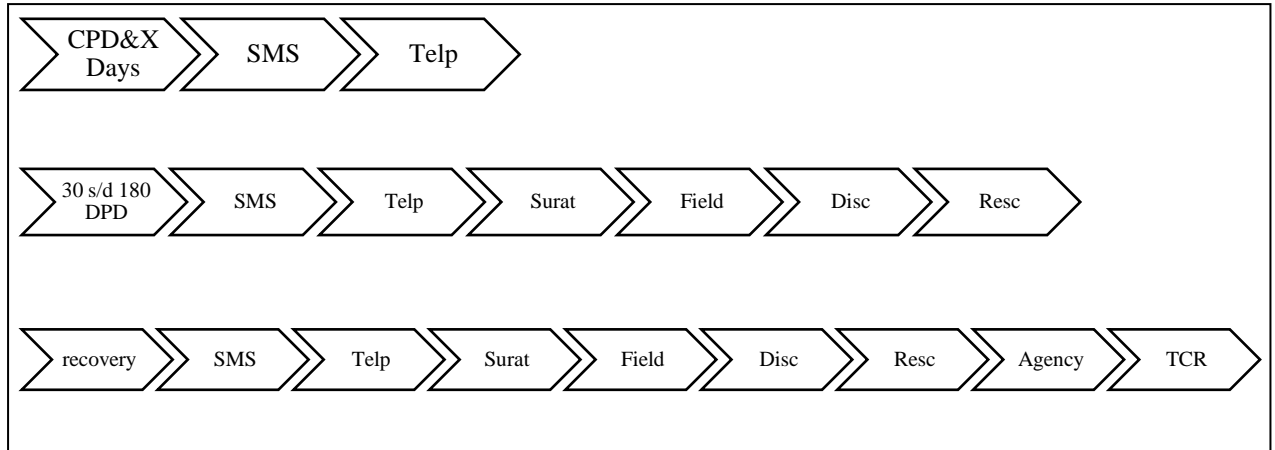 CPD&X
Days
SMS
Telp
30 s/d 180
DPD
SMS
Telp
Surat
Field
Disc
Resc
recovery
SMS
Telp
Surat
Field
Disc
Resc
Agency
TCR